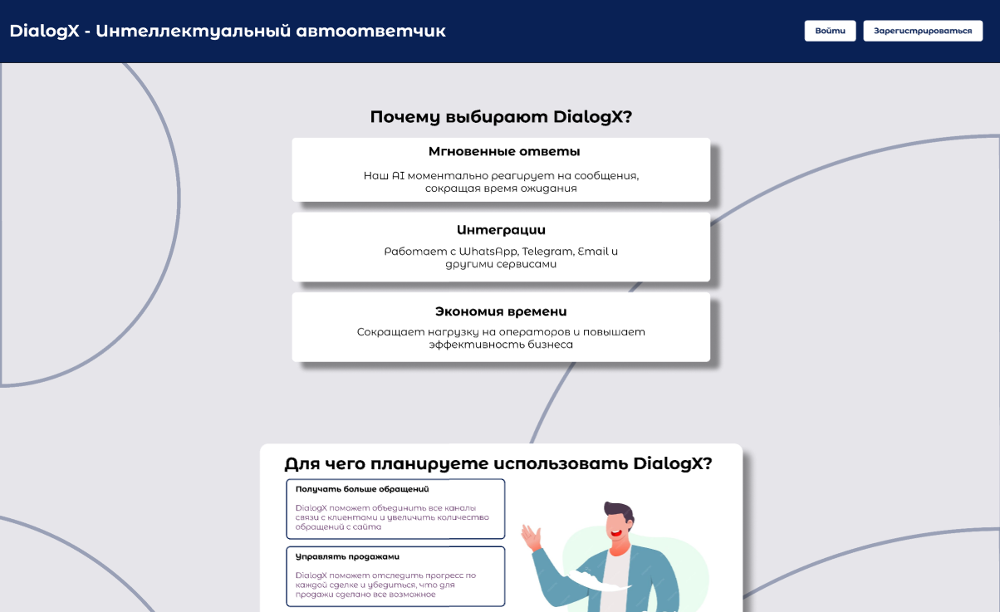 DialogX - Интеллектуальный автоответчик
Войти
Зарегистрироваться
Почему выбирают DialogX?
Мгновенные ответы
Наш AI моментально реагирует на сообщения,
сокращая время ожидания
Интеграции
Работает с WhatsApp, Telegram, Email и
другими сервисами
Экономия времени
Сокращает нагрузку на операторов и повышает
эффективность бизнеса
Для чего планируете использовать DialogX?
Получать больше обращений
DialogX поможет объединить все каналы
связи с клиентами и увеличить количество
обращений с сайта
Управлять продажами
DialogX поможет отследить прогресс по
каждой сделке и убедиться, что для
продажи сделано все возможное